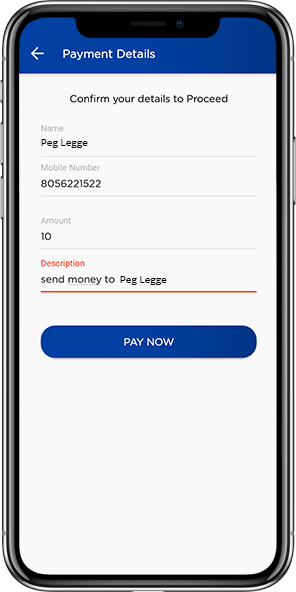 Payment Details
Confirm your details to Proceed
Name
Peg Legge
Mobile Number
8056221522
Amount
10
Description
send money to Peg Legge
PAY NOW